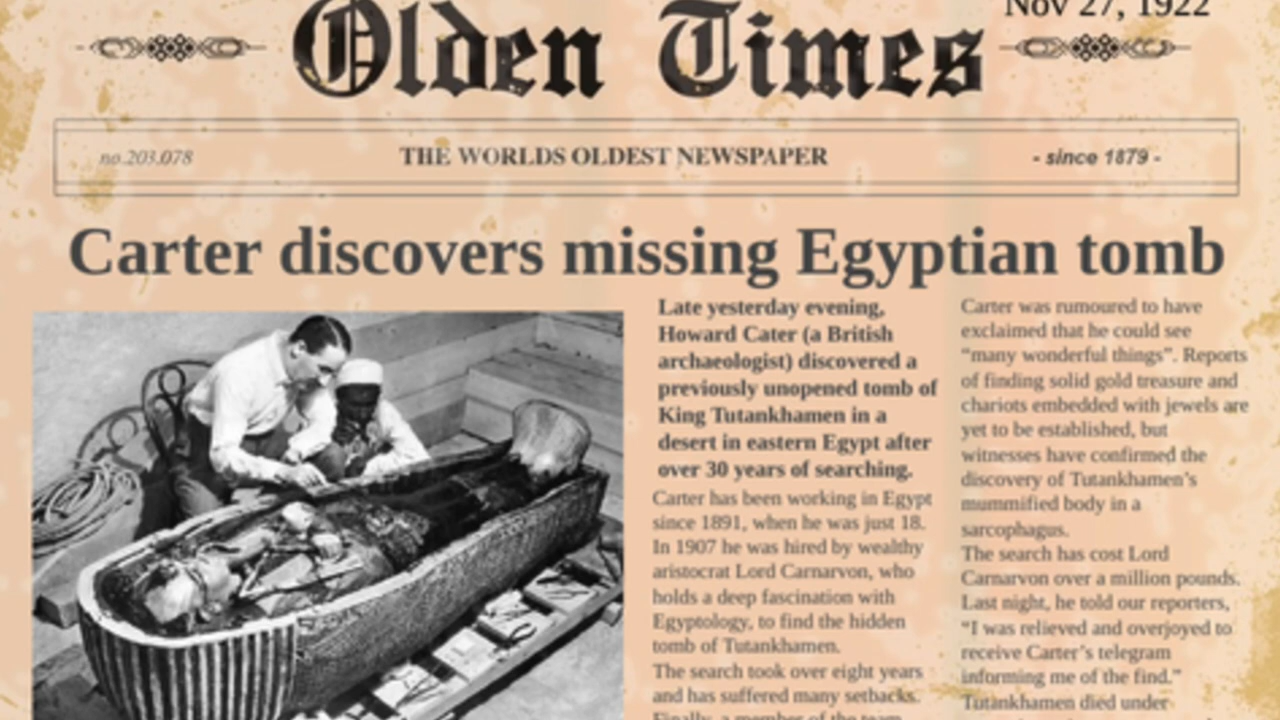 Olden Times
Nov 27, 1922
no.203.078
THE WORLDS OLDEST NEWSPAPER
- since 1879 -
Carter discovers missing Egyptian tomb
Late yesterday evening,
Howard Cater (a British
archaeologist) discovered a
previously unopened tomb of
King Tutankhamen in a
desert in eastern Egypt after
over 30 years of searching.
Carter has been working in Egypt
since 1891, when he was just 18.
In 1907 he was hired by wealthy
aristocrat Lord Carnarvon, who
holds a deep fascination with
Egyptology, to find the hidden
tomb of Tutankhamen.
The search took over eight years
and has suffered many setbacks.
Finally, a member of the team
Carter was rumoured to have
exclaimed that he could see
“many wonderful things”. Reports
of finding solid gold treasure and
chariots embedded with jewels are
yet to be established, but
witnesses have confirmed the
discovery of Tutankhamen’s
mummified body in a
sarcophagus.
The search has cost Lord
Carnarvon over a million pounds.
Last night, he told our reporters,
“I was relieved and overjoyed to
receive Carter’s telegram
informing me of the find.”
Tutankhamen died under